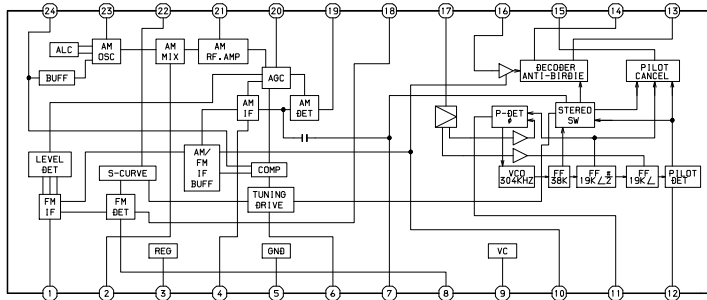 24 23 22 21 20 19 18 17 16 15 14 13
ALC
AM
OSC
AM
MIX
AM
RF.AMP
BUFF
AGC
AM
IF
AM
DET
DECODER
ANTI-BIRDIE
PILOT
CANCEL
P-DET
STEREO
SW
LEVEL
DET
S-CURVE
AM/
FM
IF
BUFF
COMP
TUNING
DRIVE
FM
IF
FM
DET
VCO
304KHZ
FF
38K
FF
19K∠
FF
19K∠
PILOT
DET
REG
GND
VC
1 2 3 4 5 6 7 8 9 10 11 12